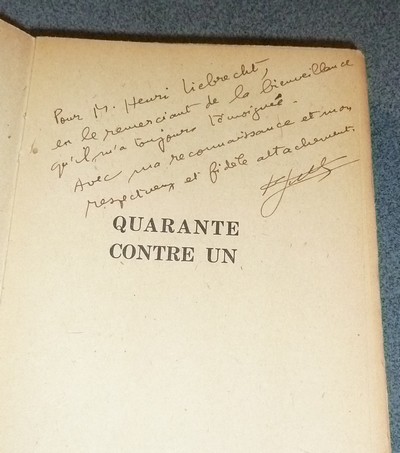 Pour M. Henri Liebrecht,
en le remerciant de la bienveillance
qu'il m'a toujours témoignée.
Avec ma reconnaissance et mon
respectueux et fidèle attachement.
QUARANTE
CONTRE UN